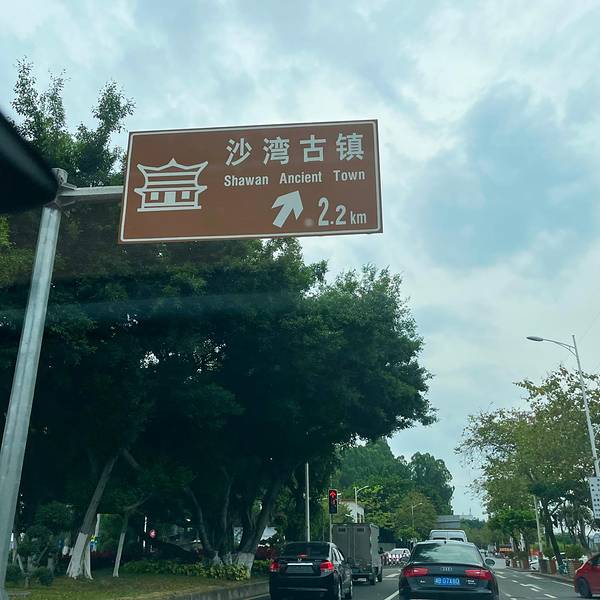 沙湾古镇
Shawan Ancient Town
2.2 km